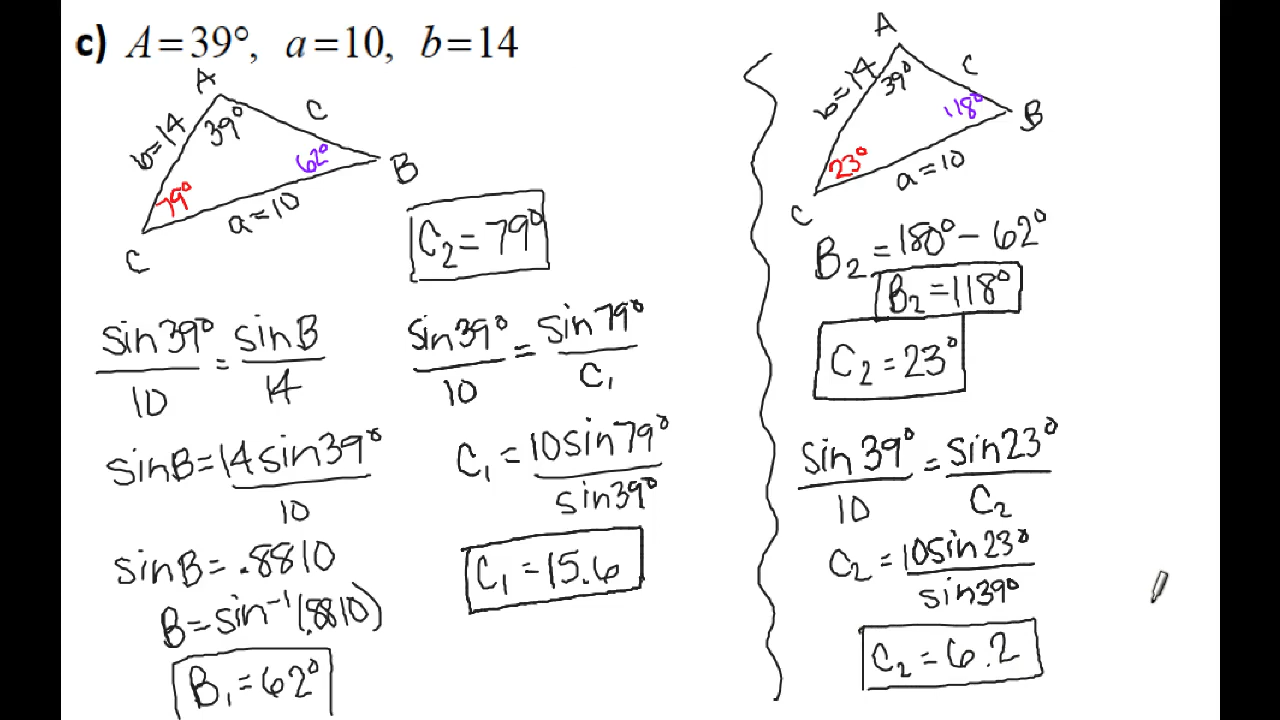 c) A=39°, a=10, b=14
A
b=14
39°
C
62°
B
79°
a=10
C
C₂=79°
sin39°/10 = sinB/14
sinB=14sin39°/10
sinB=.8810
B=sin⁻¹(.8810)
B₁=62°
sin39°/10 = sin79°/C₁
C₁=10sin79°/sin39°
C₁=15.6
A
b=14
39°
C
118°
B
23°
a=10
C
B₂=180°-62°
B₂=118°
C₂=23°
sin39°/10 = sin23°/C₂
C₂=10sin23°/sin39°
C₂=6.2